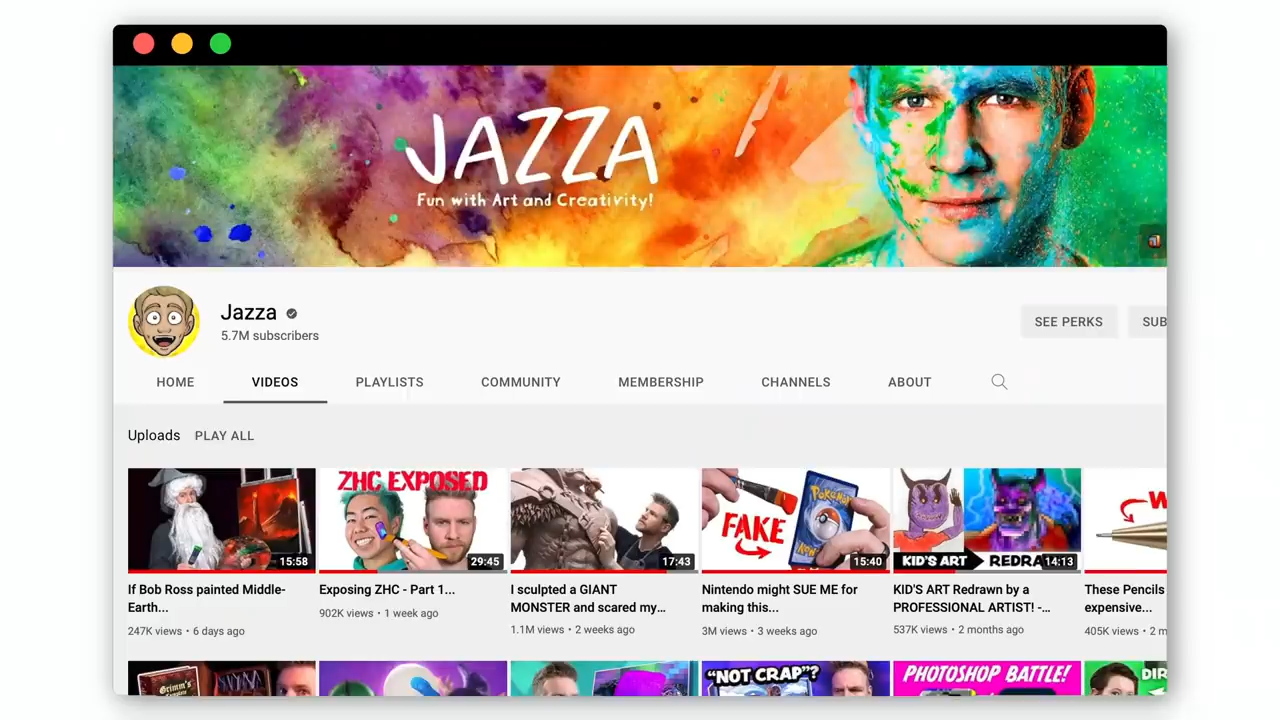 JAZZA
Fun with Art and Creativity!
Jazza
5.7M subscribers
SEE PERKS
SUB
HOME
VIDEOS
PLAYLISTS
COMMUNITY
MEMBERSHIP
CHANNELS
ABOUT
Uploads
PLAY ALL
15:58
ZHC EXPOSED
29:45
17:43
FAKE
POKéMON
15:40
KID'S ART
REDRA
14:13
W
If Bob Ross painted Middle-
Earth...
247K views • 6 days ago
Exposing ZHC - Part 1...
902K views • 1 week ago
I sculpted a GIANT
MONSTER and scared my...
1.1M views • 2 weeks ago
Nintendo might SUE ME for
making this...
3M views • 3 weeks ago
KID'S ART Redrawn by a
PROFESSIONAL ARTIST! -...
537K views • 2 months ago
These Pencils
expensive...
405K views • 2 m
Grimm's
"NOT CRAP"?
PHOTOSHOP BATTLE!
DIR